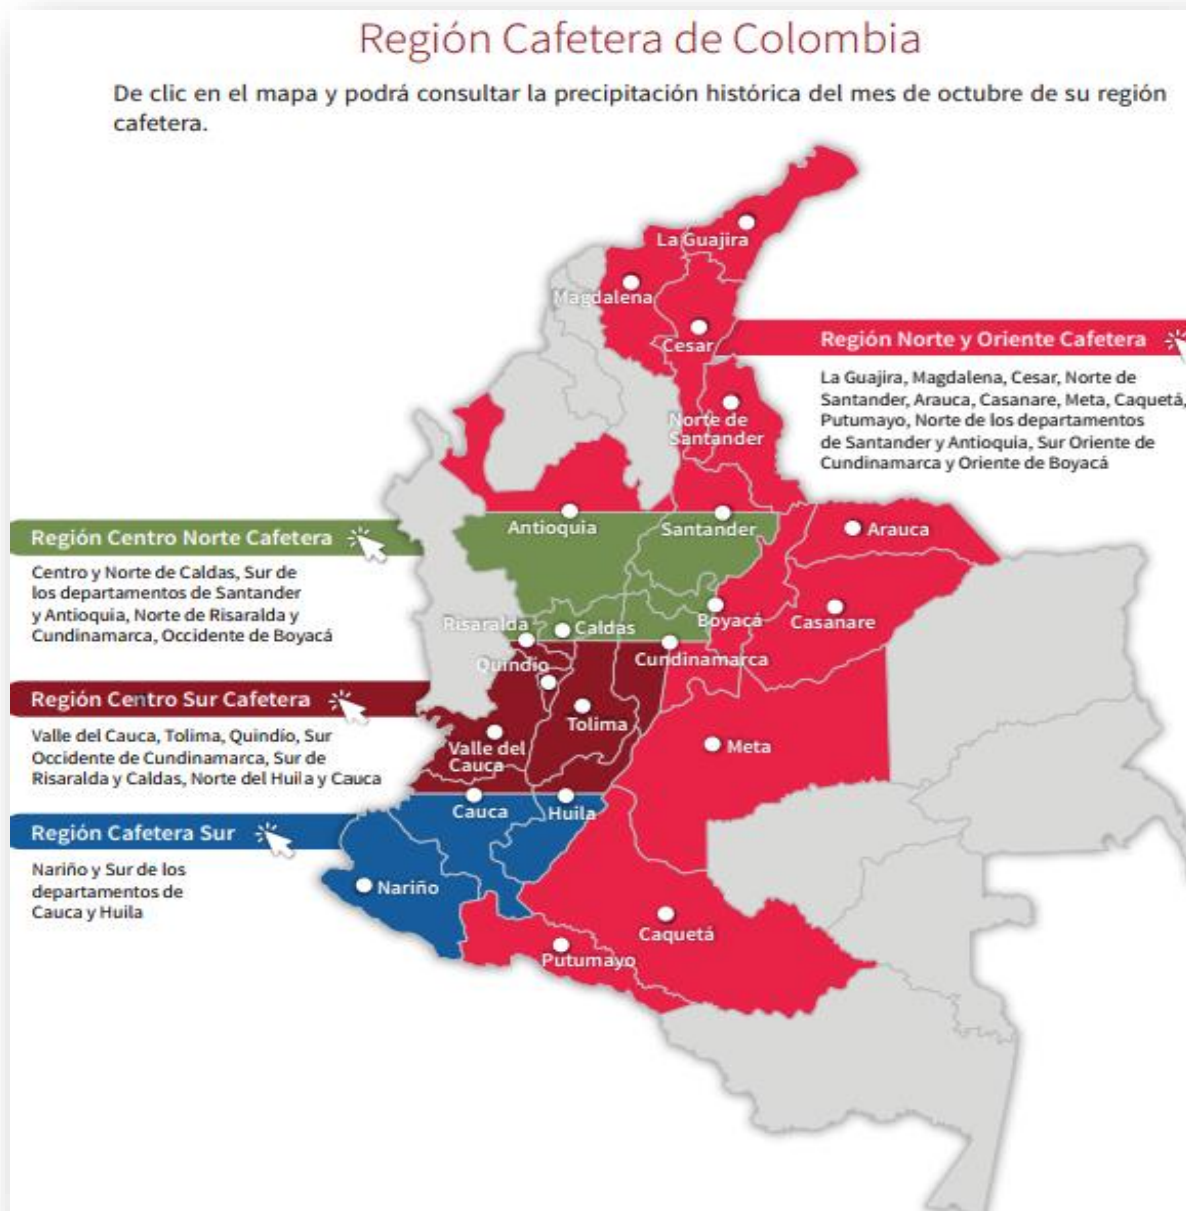 Región Cafetera de Colombia
De clic en el mapa y podrá consultar la precipitación histórica del mes de octubre de su región
cafetera.
La Guajira
Magdalena
Cesar
Región Norte y Oriente Cafetera
La Guajira, Magdalena, Cesar, Norte de
Santander, Arauca, Casanare, Meta, Caquetá,
Putumayo, Norte de los departamentos
de Santander y Antioquia, Sur Oriente de
Cundinamarca y Oriente de Boyacá
Norte de
Santander
Antioquia
Santander
Arauca
Región Centro Norte Cafetera
Centro y Norte de Caldas, Sur de
los departamentos de Santander
y Antioquia, Norte de Risaralda y
Cundinamarca, Occidente de Boyacá
Risaralda
Caldas
Boyacá
Casanare
Quindío
Cundinamarca
Región Centro Sur Cafetera
Valle del Cauca, Tolima, Quindío, Sur
Occidente de Cundinamarca, Sur de
Risaralda y Caldas, Norte del Huila y Cauca
Tolima
Valle del
Cauca
Meta
Cauca
Huila
Región Cafetera Sur
Nariño y Sur de los
departamentos de
Cauca y Huila
Nariño
Caquetá
Putumayo